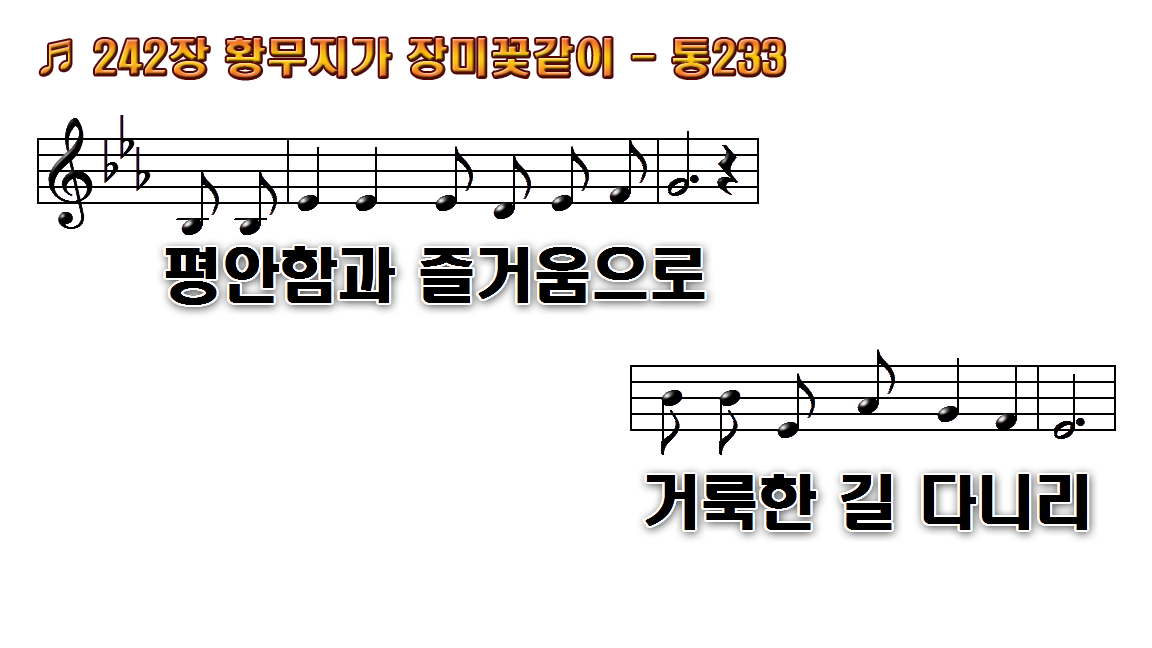 ♬ 242장 황무지가 장미꽃같이 - 통233
평안함과 즐거움으로
거룩한 길 다니리